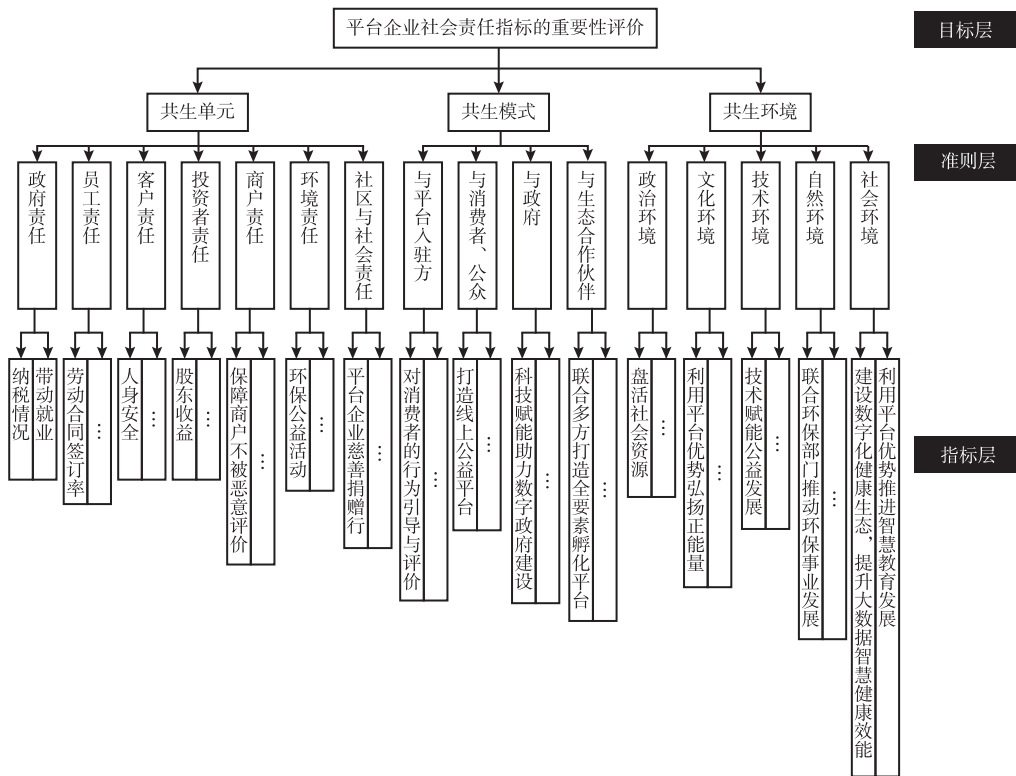 平台企业社会责任指标的重要性评价
目标层
共生单元
共生模式
共生环境
准则层
政府责任
员工责任
客户责任
投资者责任
商户责任
环境责任
社区与社会责任
与平台入驻方
与消费者、公众
与政府
与生态合作伙伴
政治环境
文化环境
技术环境
自然环境
社会环境
纳税情况
带动就业
劳动合同签订率
…
人身安全
…
股东收益
…
保障商户不被恶意评价
…
环保公益活动
…
平台企业慈善捐赠行
…
对消费者的行为引导与评价
…
打造线上公益平台
…
科技赋能助力数字政府建设
…
联合多方打造全要素孵化平台
…
盘活社会资源
…
利用平台优势弘扬正能量
…
技术赋能公益发展
…
联合环保部门推动环保事业发展
…
建设数字化健康生态，提升大数据智慧健康效能
利用平台优势推进智慧教育发展
指标层